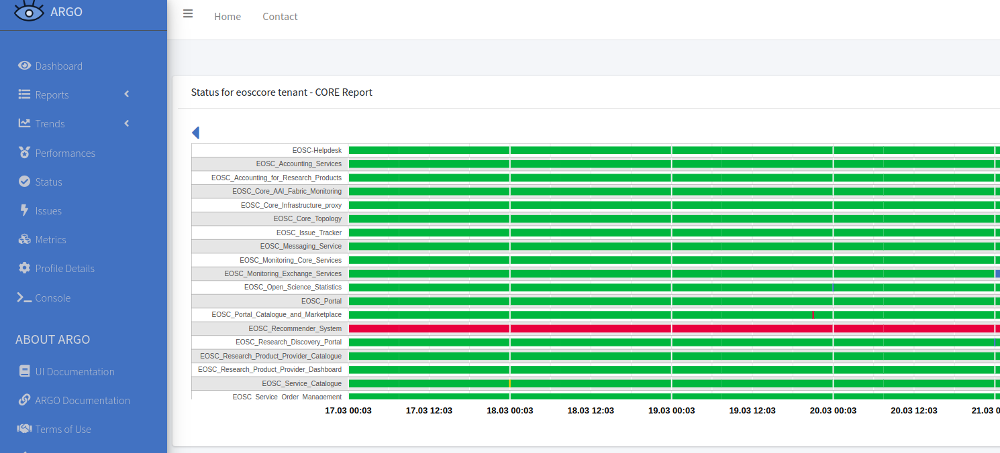 ARGO
Home
Contact
Dashboard
Reports
Trends
Performances
Status
Issues
Metrics
Profile Details
Console
ABOUT ARGO
UI Documentation
ARGO Documentation
Terms of Use
Status for eosccore tenant - CORE Report
EOSC-Helpdesk
EOSC_Accounting_Services
EOSC_Accounting_for_Research_Products
EOSC_Core_AAI_Fabric_Monitoring
EOSC_Core_Infrastructure_proxy
EOSC_Core_Topology
EOSC_Issue_Tracker
EOSC_Messaging_Service
EOSC_Monitoring_Core_Services
EOSC_Monitoring_Exchange_Services
EOSC_Open_Science_Statistics
EOSC_Portal
EOSC_Portal_Catalogue_and_Marketplace
EOSC_Recommender_System
EOSC_Research_Discovery_Portal
EOSC_Research_Product_Provider_Catalogue
EOSC_Research_Product_Provider_Dashboard
EOSC_Service_Catalogue
EOSC_Service_Order_Management
17.03 00:03 17.03 12:03 18.03 00:03 18.03 12:03 19.03 00:03 19.03 12:03 20.03 00:03 20.03 12:03 21.03 0